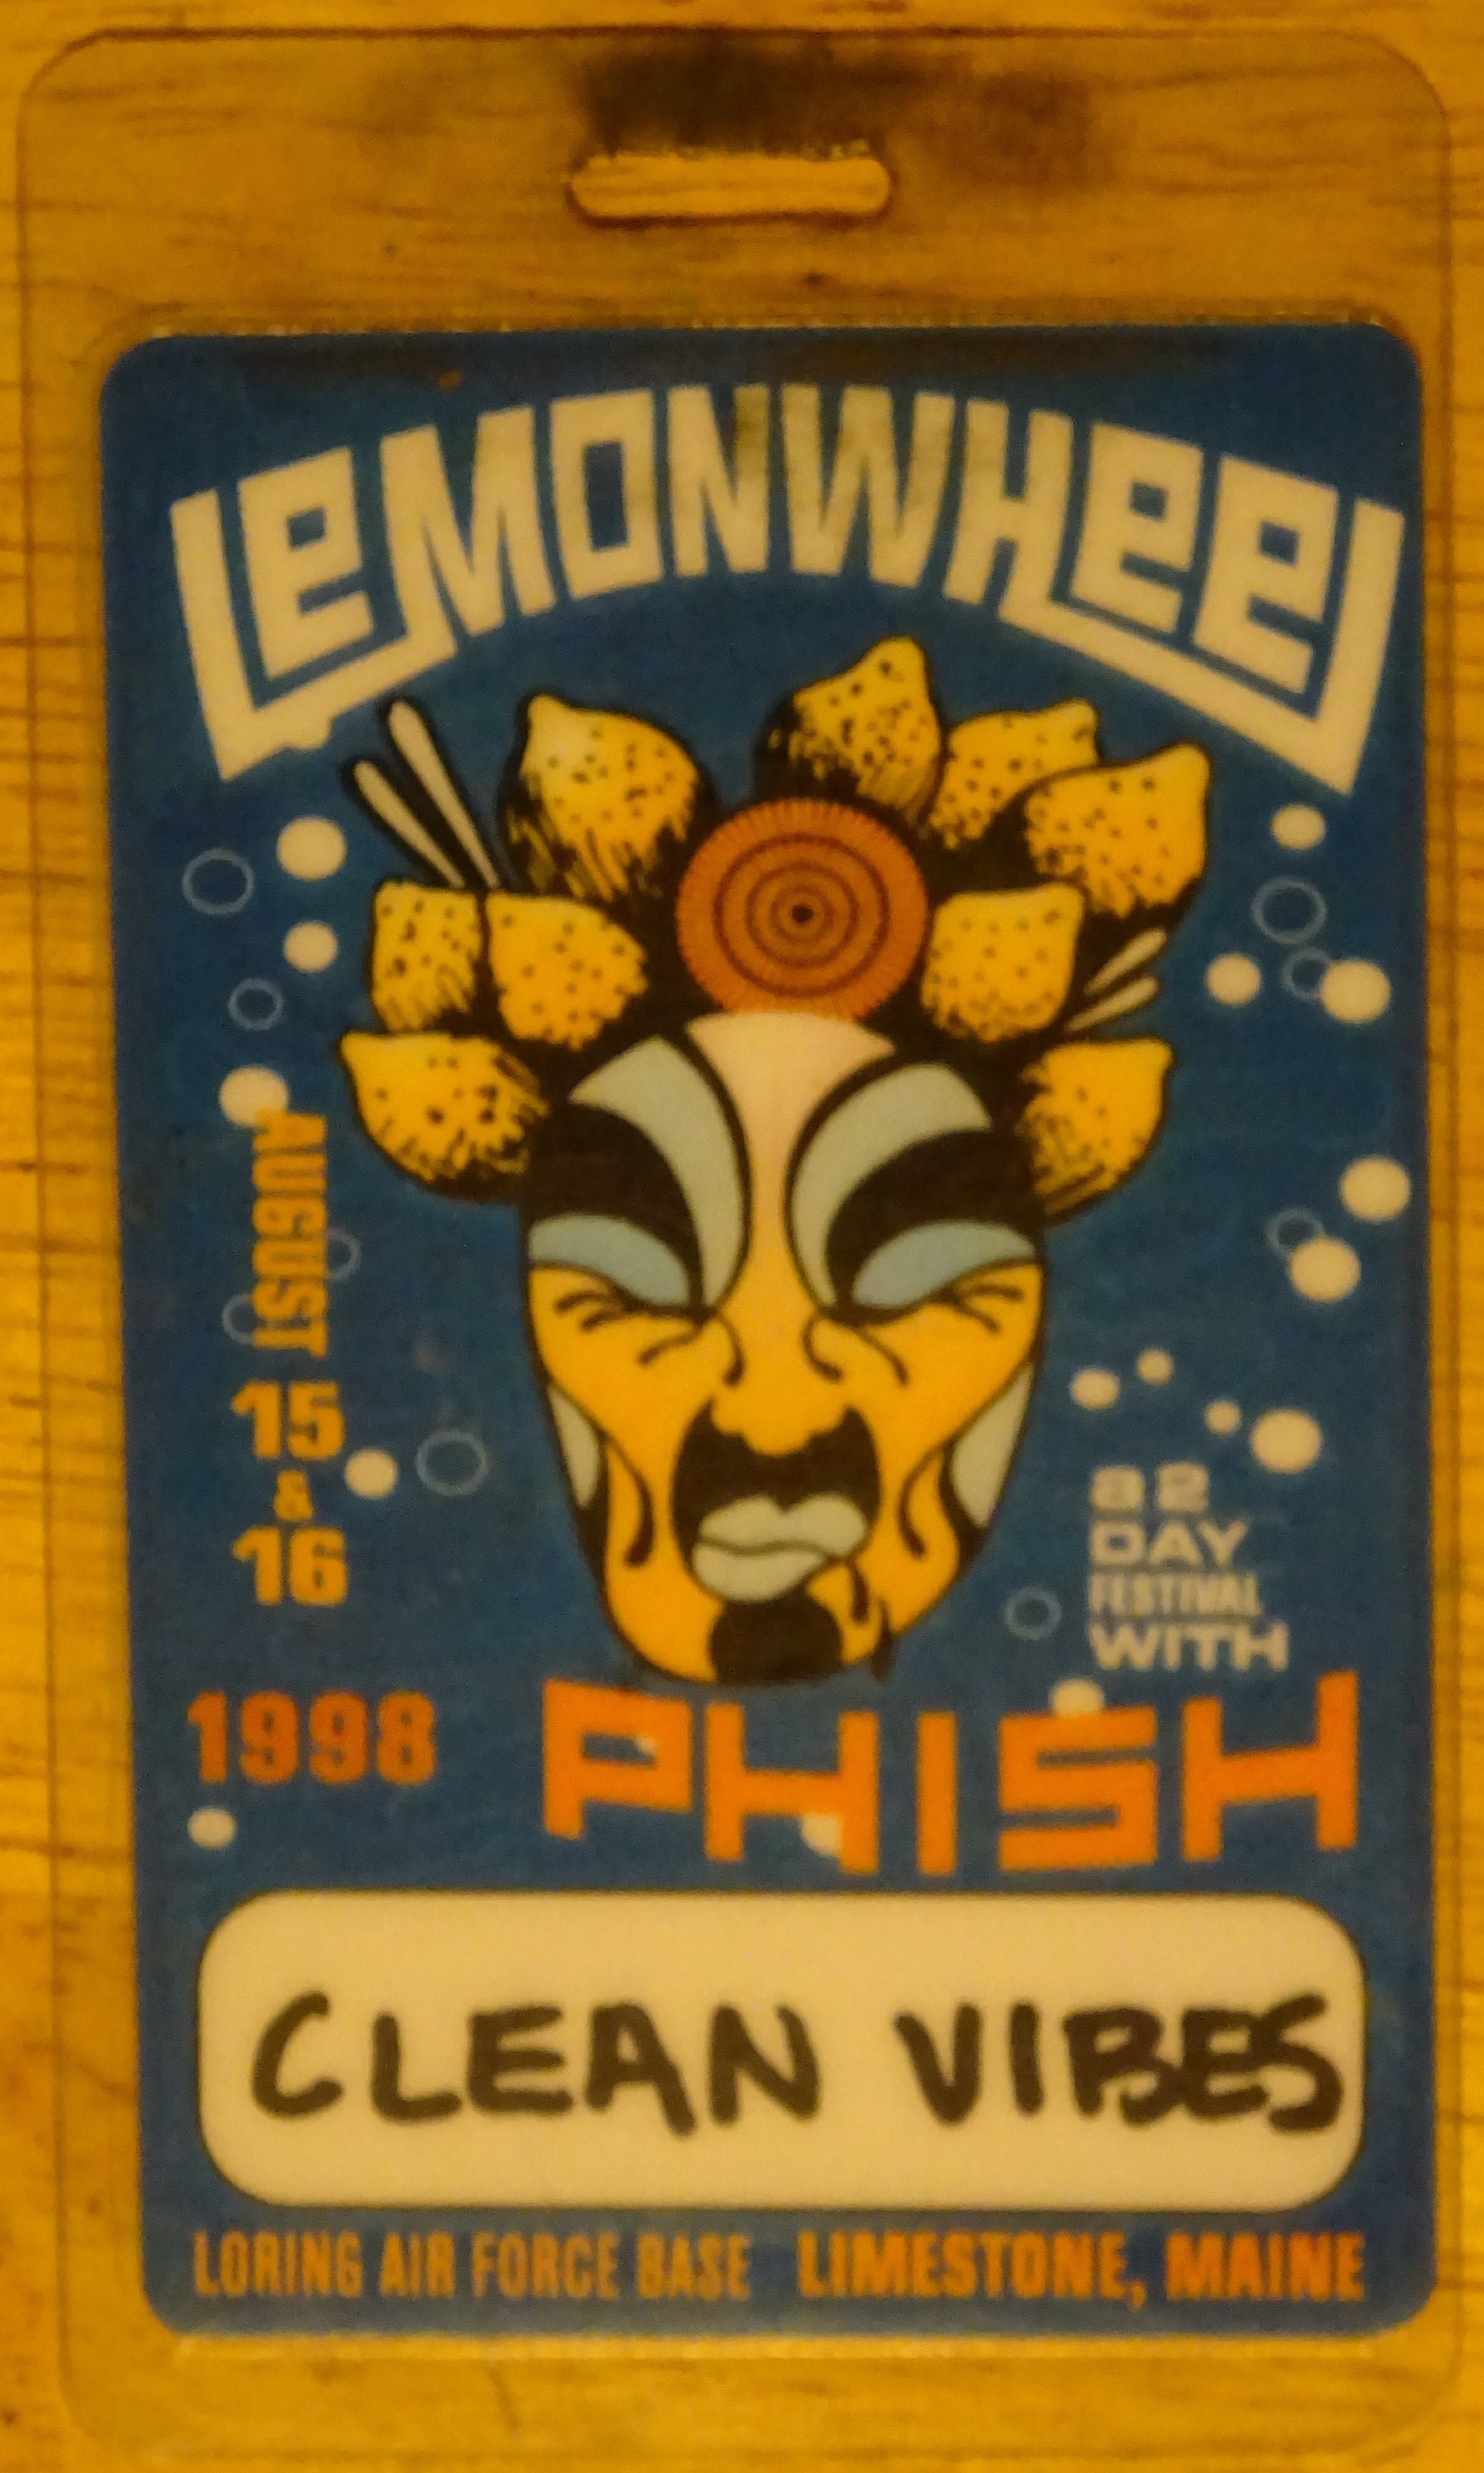 LeMONWHeeL
AUGUST
15
&
16
1998
a 2
DAY
FESTIVAL
WITH
PHISH
CLEAN VIBES
LORING AIR FORCE BASE LIMESTONE, MAINE